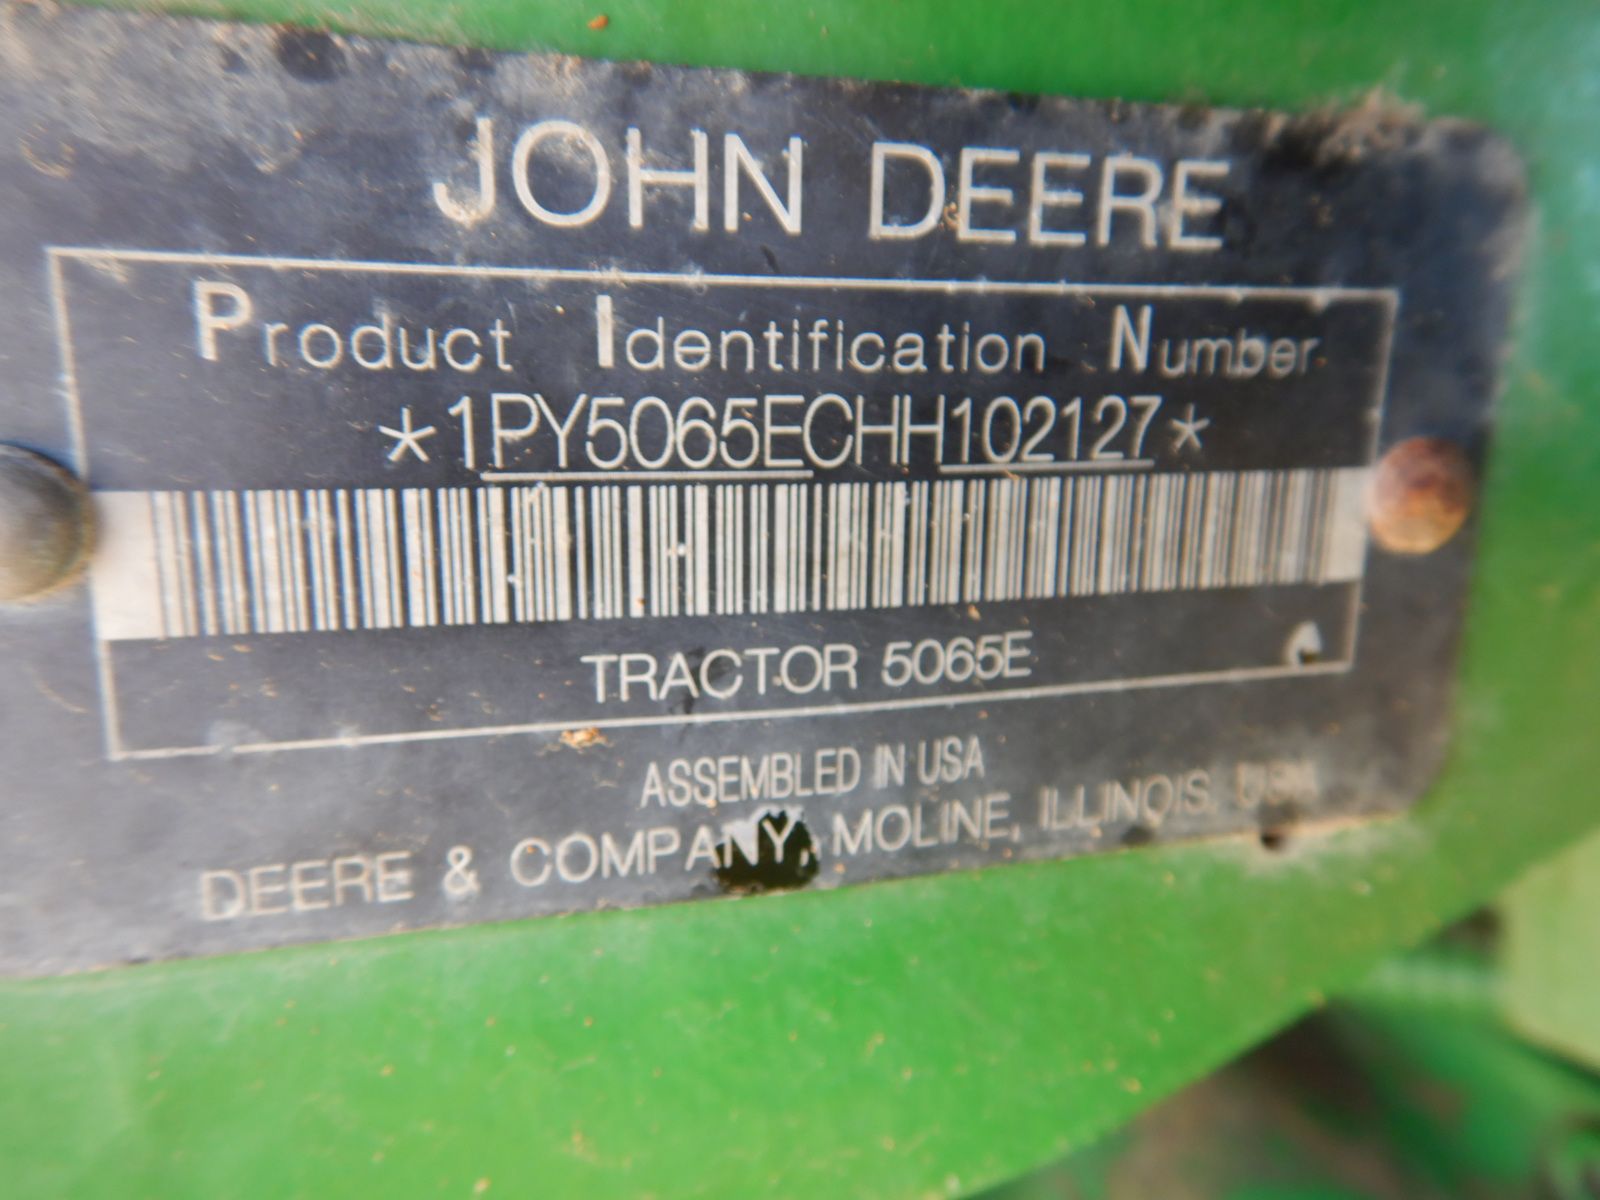 JOHN DEERE
Product Identification Number
*1PY5065ECHH102127*
TRACTOR 5065E
ASSEMBLED IN USA
DEERE & COMPANY, MOLINE, ILLINOIS, USA